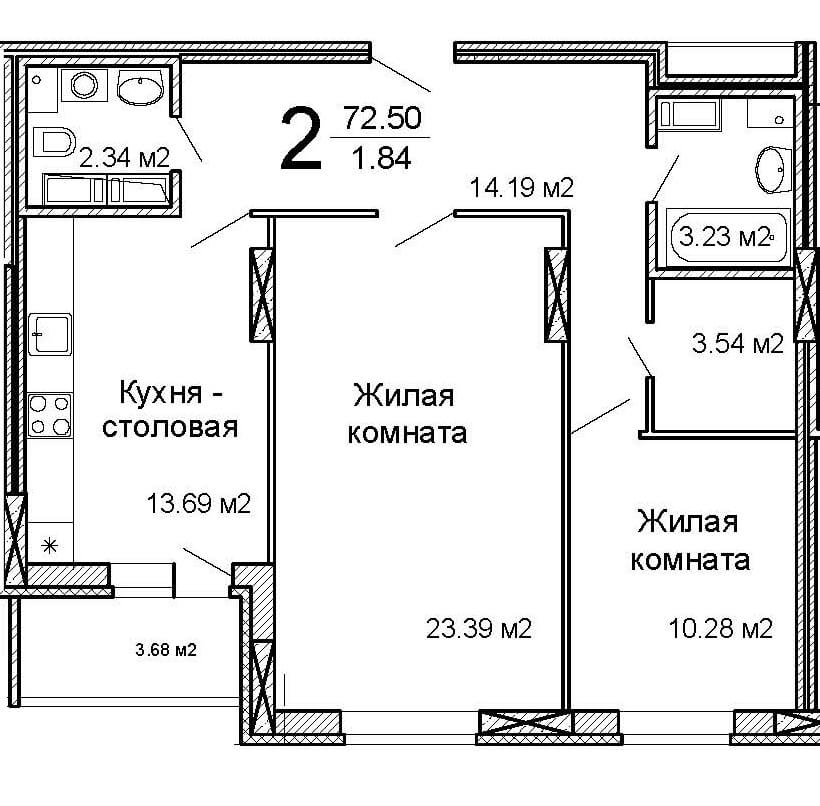 2
72.50
1.84
2.34 м2
14.19 м2
3.23 м2
3.54 м2
Кухня -
столовая
13.69 м2
Жилая
комната
23.39 м2
Жилая
комната
10.28 м2
3.68 м2